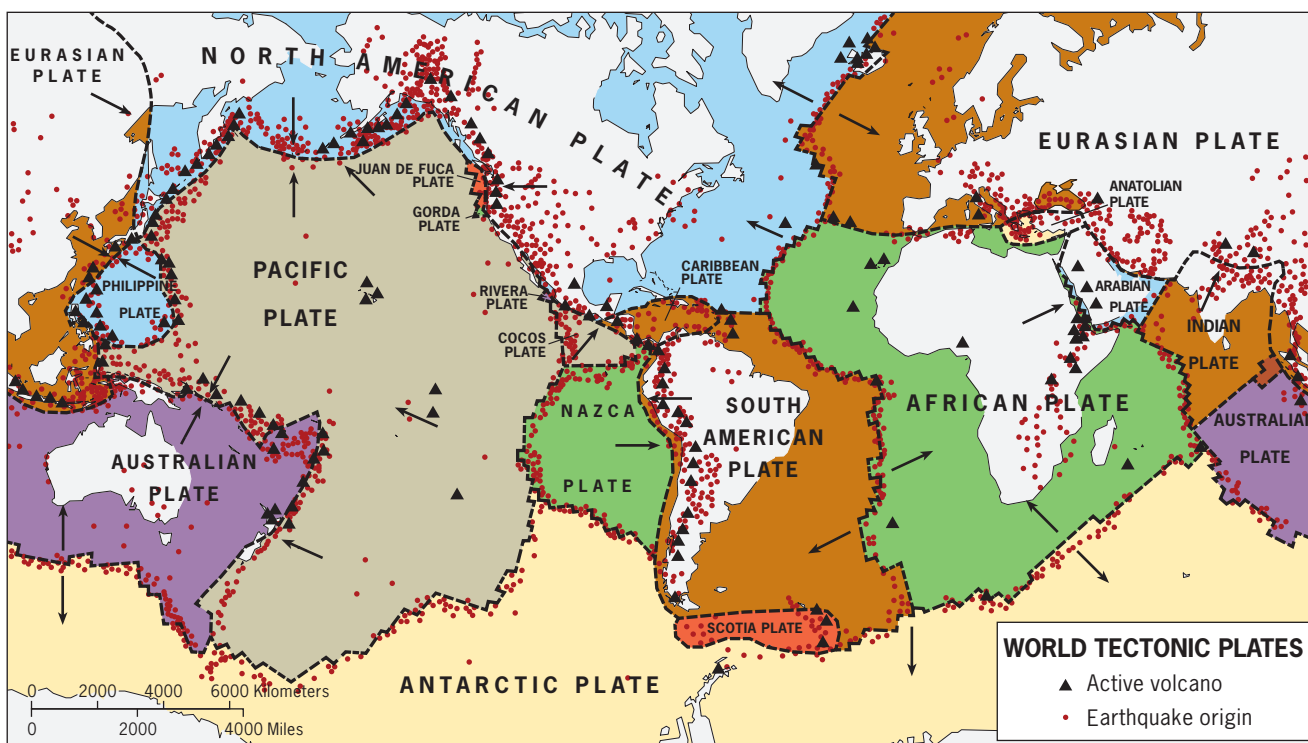 EURASIAN
PLATE
NORTH AMERICAN PLATE
EURASIAN PLATE
JUAN DE FUCA
PLATE
GORDA
PLATE
ANATOLIAN
PLATE
PACIFIC
PLATE
PHILIPPINE
PLATE
RIVERA
PLATE
CARIBBEAN
PLATE
COCOS
PLATE
ARABIAN
PLATE
INDIAN
PLATE
NAZCA
PLATE
SOUTH
AMERICAN
PLATE
AFRICAN PLATE
AUSTRALIAN
PLATE
AUSTRALIAN
PLATE
SCOTIA PLATE
ANTARCTIC PLATE
0 2000 4000 6000 Kilometers
0 2000 4000 Miles
WORLD TECTONIC PLATES
Active volcano
Earthquake origin